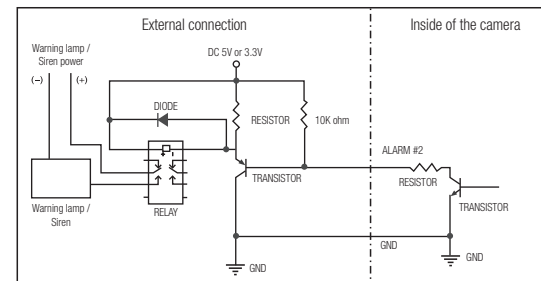 External connection
Inside of the camera
Warning lamp /
Siren power
(–)
(+)
DC 5V or 3.3V
DIODE
RESISTOR
10K ohm
ALARM #2
RESISTOR
TRANSISTOR
TRANSISTOR
RELAY
Warning lamp /
Siren
GND
GND
GND